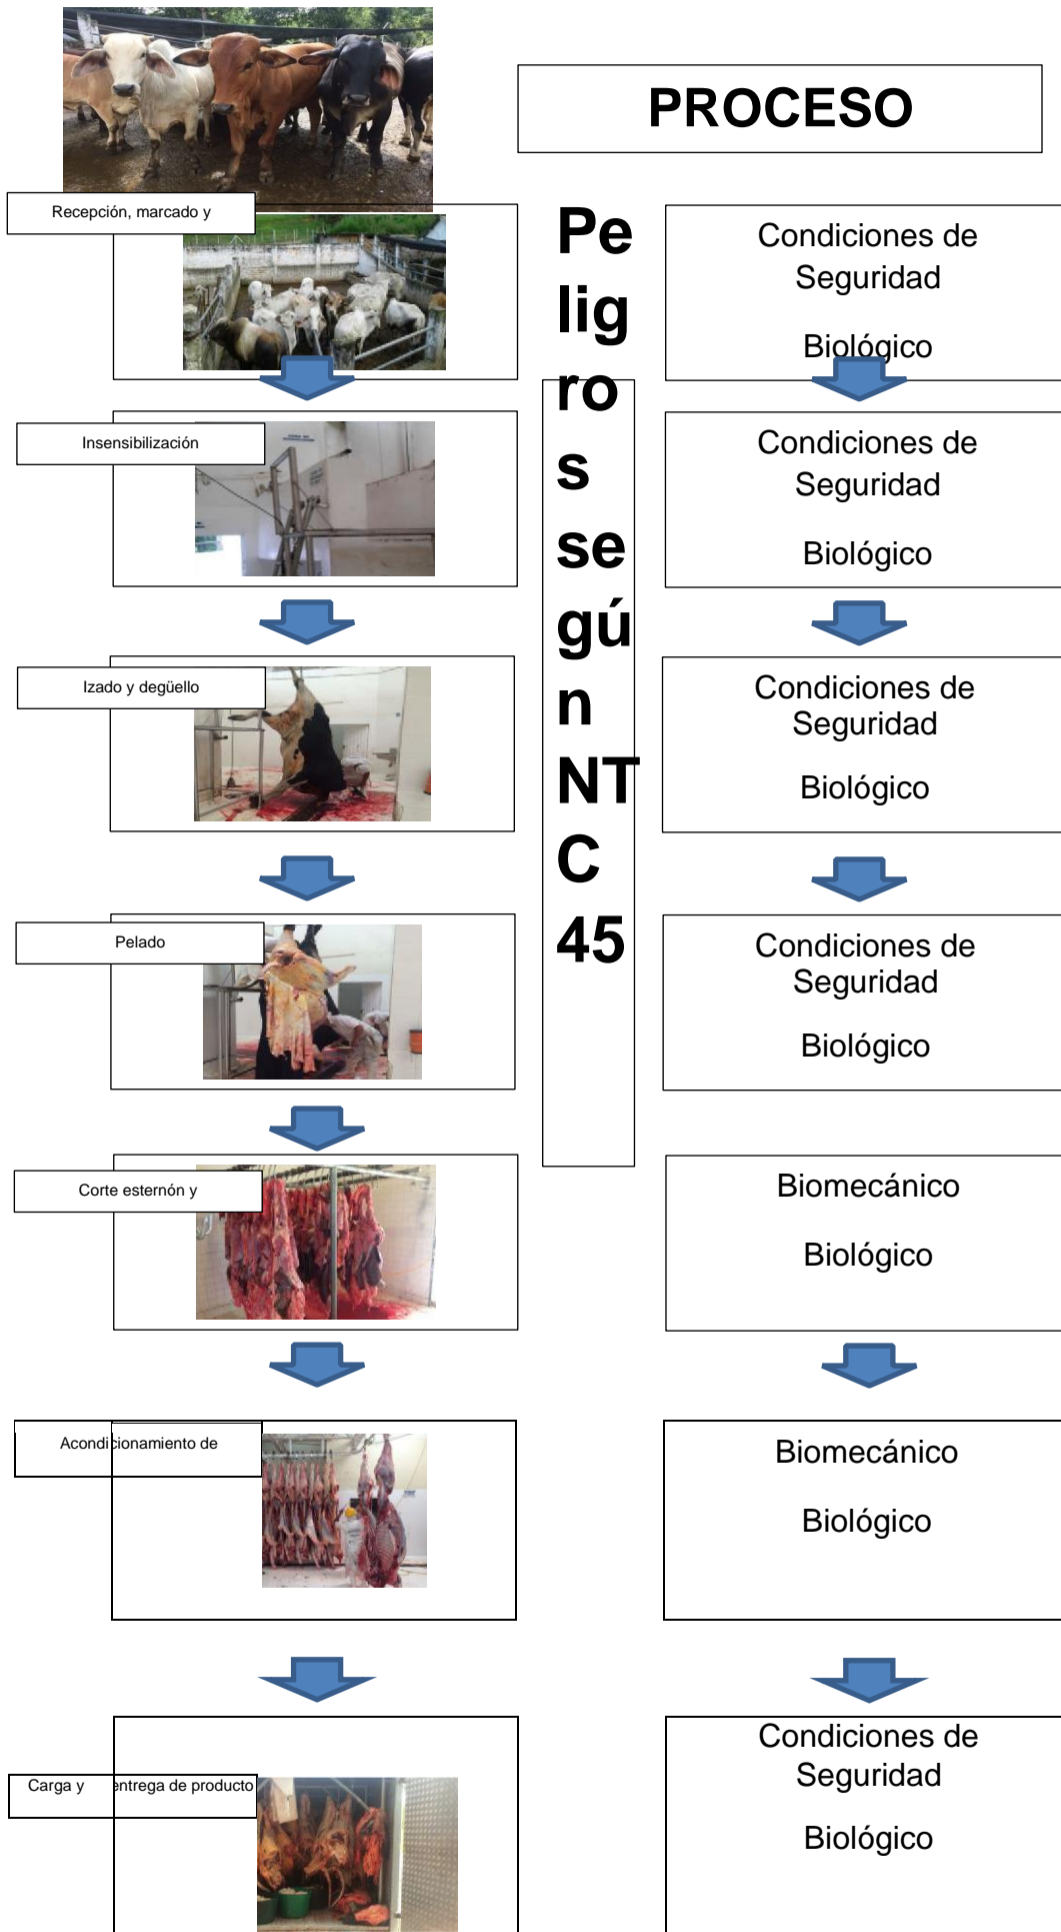 PROCESO
Recepción, marcado y
Pe
lig
ro
s
se
gú
n
NT
C
45
Condiciones de
Seguridad
Biológico
Insensibilización
Condiciones de
Seguridad
Biológico
Izado y degüello
Condiciones de
Seguridad
Biológico
Pelado
Condiciones de
Seguridad
Biológico
Corte esternón y
Biomecánico
Biológico
Acondicionamiento de
Biomecánico
Biológico
Carga y entrega de producto
Condiciones de
Seguridad
Biológico